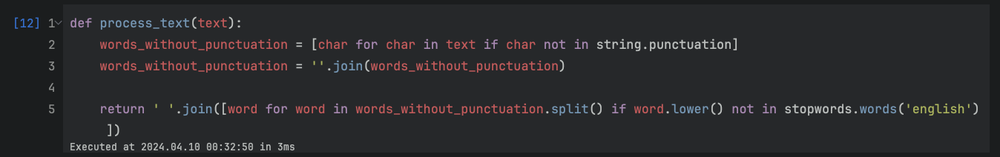 [12] 1 def process_text(text):
2 words_without_punctuation = [char for char in text if char not in string.punctuation]
3 words_without_punctuation = ''.join(words_without_punctuation)
4
5 return ' '.join([word for word in words_without_punctuation.split() if word.lower() not in stopwords.words('english')
])
Executed at 2024.04.10 00:32:50 in 3ms